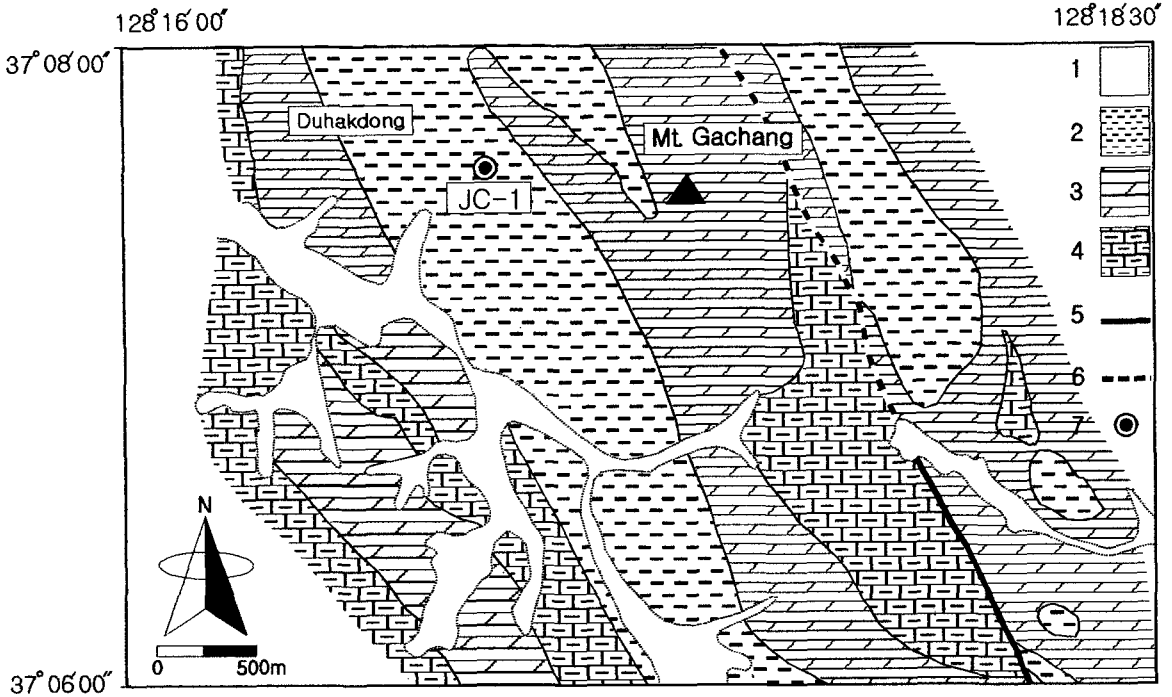 128°16′00″
128°18′30″
37°08′00″
1
2
3
4
5
6
7
Duhakdong
Mt. Gachang
JC-1
N
0 500m
37°06′00″